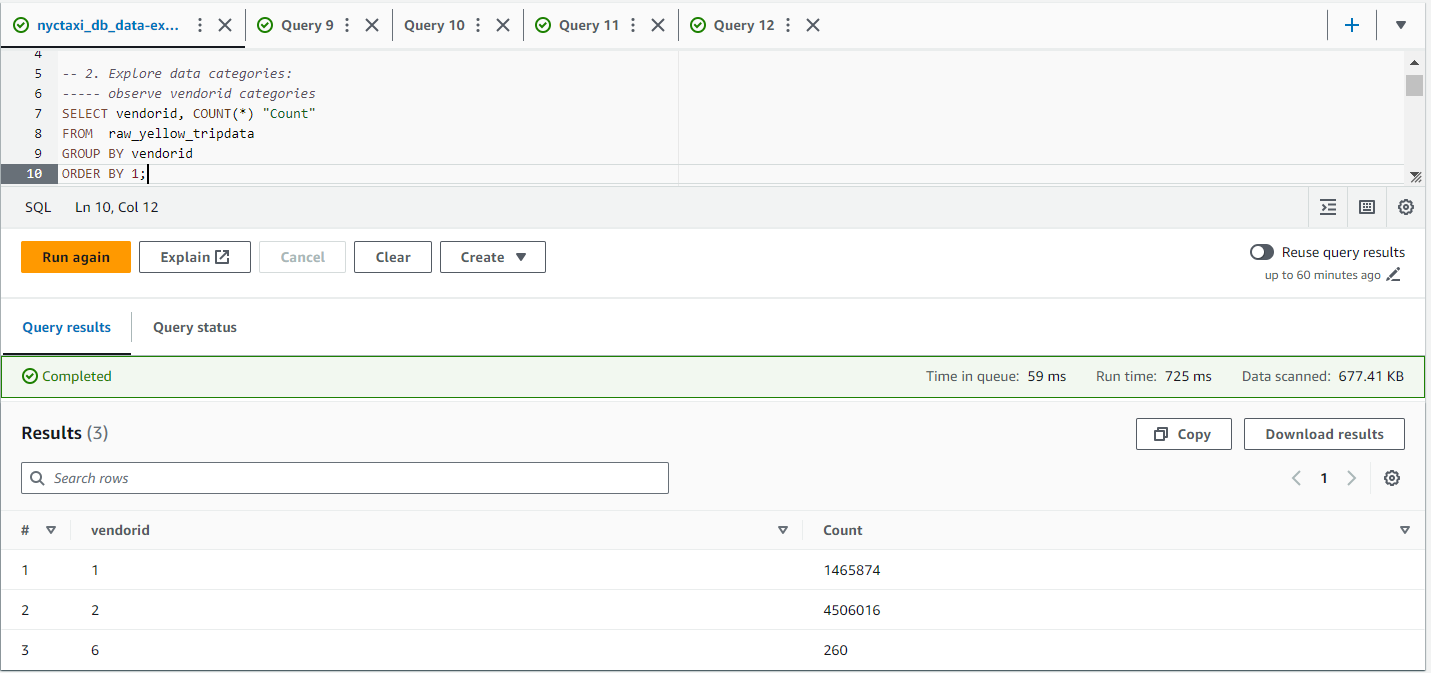 nyctaxi_db_data-ex... Query 9 Query 10 Query 11 Query 12
4
5 -- 2. Explore data categories:
6 ----- observe vendorid categories
7 SELECT vendorid, COUNT(*) "Count"
8 FROM  raw_yellow_tripdata
9 GROUP BY vendorid
10 ORDER BY 1;
SQL Ln 10, Col 12
Run again Explain Cancel Clear Create Reuse query results
up to 60 minutes ago
Query results Query status
Completed Time in queue: 59 ms Run time: 725 ms Data scanned: 677.41 KB
Results (3) Copy Download results
Search rows 1
# vendorid Count
1 1 1465874
2 2 4506016
3 6 260